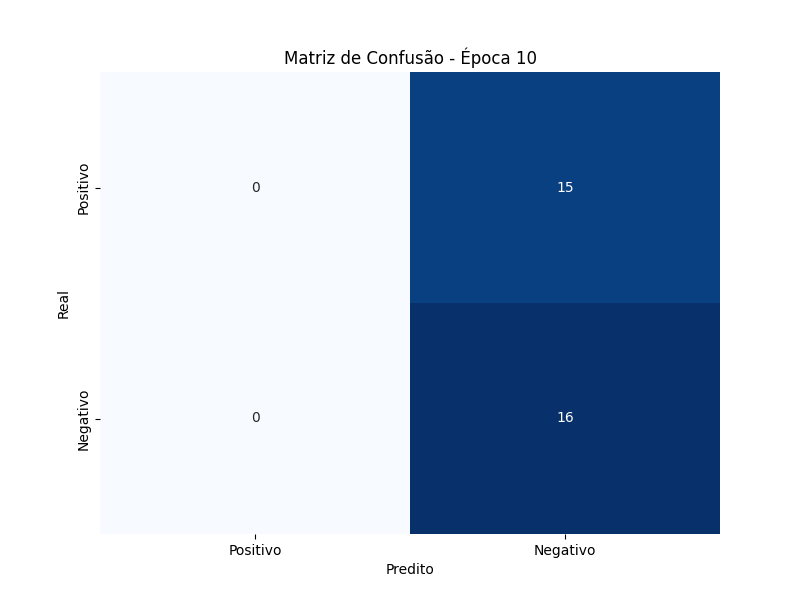 Matriz de Confusão - Época 10
Positivo
0
15
Real
Negativo
0
16
Positivo
Negativo
Predito